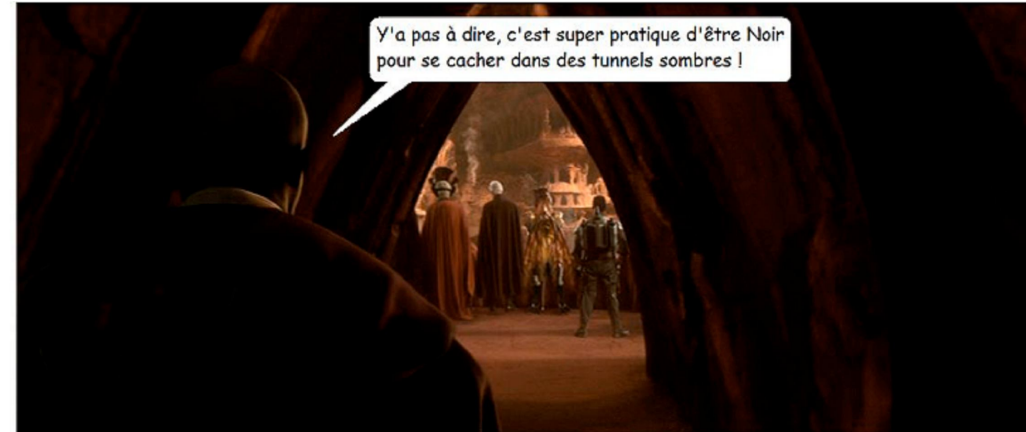 Y'a pas à dire, c'est super pratique d'être Noir
pour se cacher dans des tunnels sombres !